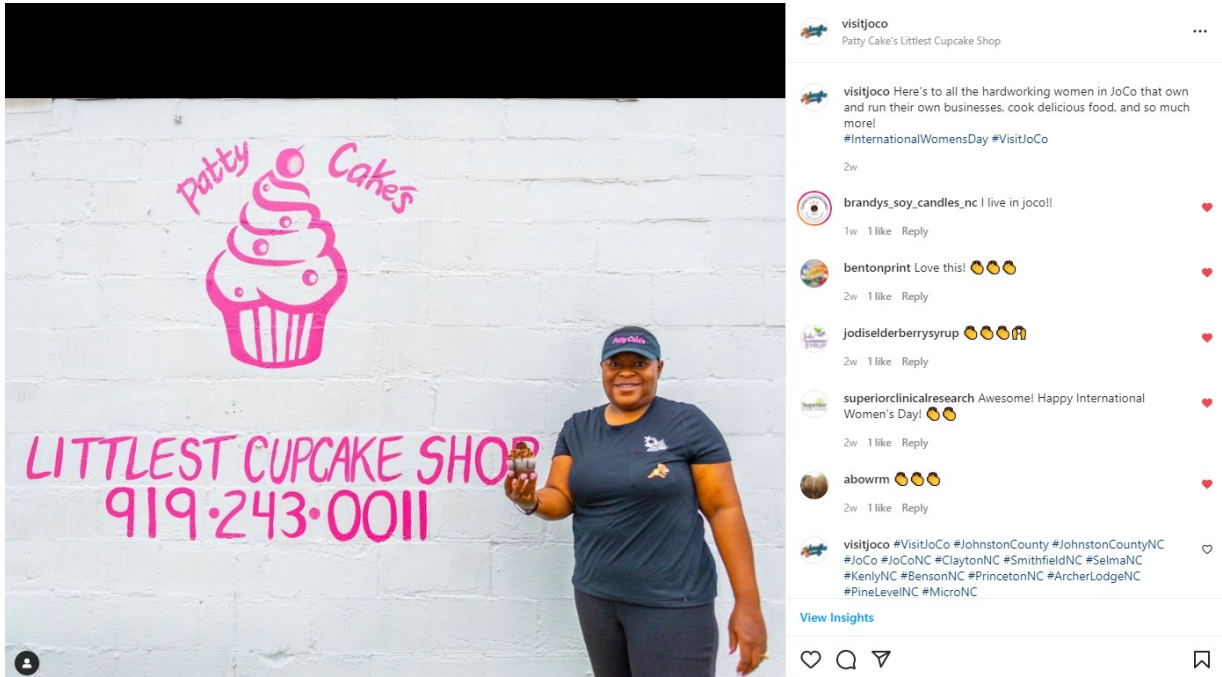 Patty Cake's
LITTLEST CUPCAKE SHOP
919·243·0011
Patty Cake's
visitjoco
Patty Cake's Littlest Cupcake Shop
visitjoco Here's to all the hardworking women in JoCo that own
and run their own businesses, cook delicious food, and so much
more!
#InternationalWomensDay #VisitJoCo
2w
brandys_soy_candles_nc I live in joco!!
1w 1 like Reply
bentonprint Love this! 👏👏👏
2w 1 like Reply
jodiselderberrysyrup 👏👏👏🙌
2w 1 like Reply
Superior
superiorclinicalresearch Awesome! Happy International
Women's Day! 👏👏
2w 1 like Reply
abowrm 👏👏👏
2w 1 like Reply
visitjoco #VisitJoCo #JohnstonCounty #JohnstonCountyNC
#JoCo #JoCoNC #ClaytonNC #SmithfieldNC #SelmaNC
#KenlyNC #BensonNC #PrincetonNC #ArcherLodgeNC
#PineLevelNC #MicroNC
View Insights